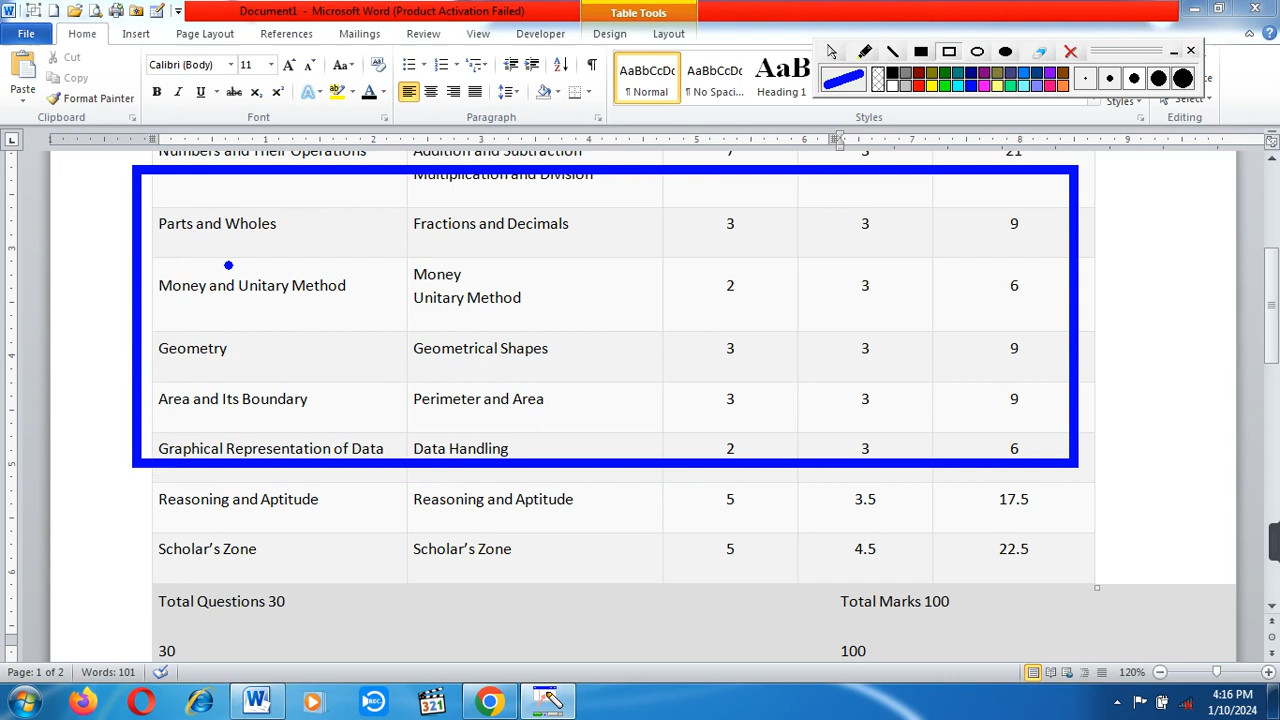 Document1 - Microsoft Word (Product Activation Failed)
Table Tools
File Home Insert Page Layout References Mailings Review View Developer Design Layout
Cut
Copy
Format Painter
Paste
Calibri (Body) 11
AaBbCcDc AaBbCcDc AaB
¶ Normal ¶ No Spaci... Heading 1
Styles
Clipboard Font Paragraph Styles Editing
Numbers and Their Operations Addition and Subtraction 7 3 21
Multiplication and Division
Parts and Wholes Fractions and Decimals 3 3 9
Money and Unitary Method Money
Unitary Method 2 3 6
Geometry Geometrical Shapes 3 3 9
Area and Its Boundary Perimeter and Area 3 3 9
Graphical Representation of Data Data Handling 2 3 6
Reasoning and Aptitude Reasoning and Aptitude 5 3.5 17.5
Scholar's Zone Scholar's Zone 5 4.5 22.5
Total Questions 30 Total Marks 100
30 100
Page: 1 of 2 Words: 101 120%
4:16 PM
1/10/2024